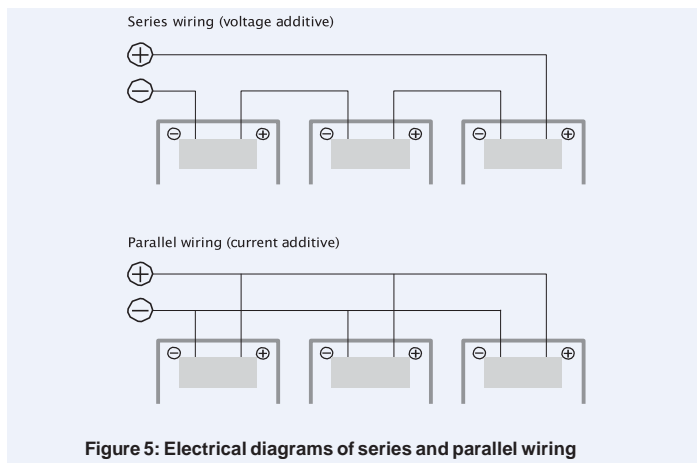 Series wiring (voltage additive)
+
−
− + − + − +
Parallel wiring (current additive)
+
−
− + − + − +
Figure 5: Electrical diagrams of series and parallel wiring